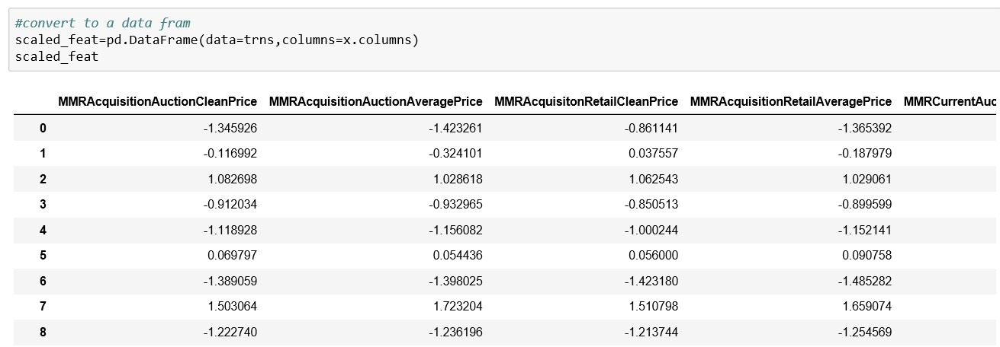 #convert to a data fram
scaled_feat=pd.DataFrame(data=trns,columns=x.columns)
scaled_feat
MMRAcquisitionAuctionCleanPrice MMRAcquisitionAuctionAveragePrice MMRAcquisitonRetailCleanPrice MMRAcquisitionRetailAveragePrice MMRCurrentAuc
0 -1.345926 -1.423261 -0.861141 -1.365392
1 -0.116992 -0.324101 0.037557 -0.187979
2 1.082698 1.028618 1.062543 1.029061
3 -0.912034 -0.932965 -0.850513 -0.899599
4 -1.118928 -1.156082 -1.000244 -1.152141
5 0.069797 0.054436 0.056000 0.090758
6 -1.389059 -1.398025 -1.423180 -1.485282
7 1.503064 1.723204 1.510798 1.659074
8 -1.222740 -1.236196 -1.213744 -1.254569